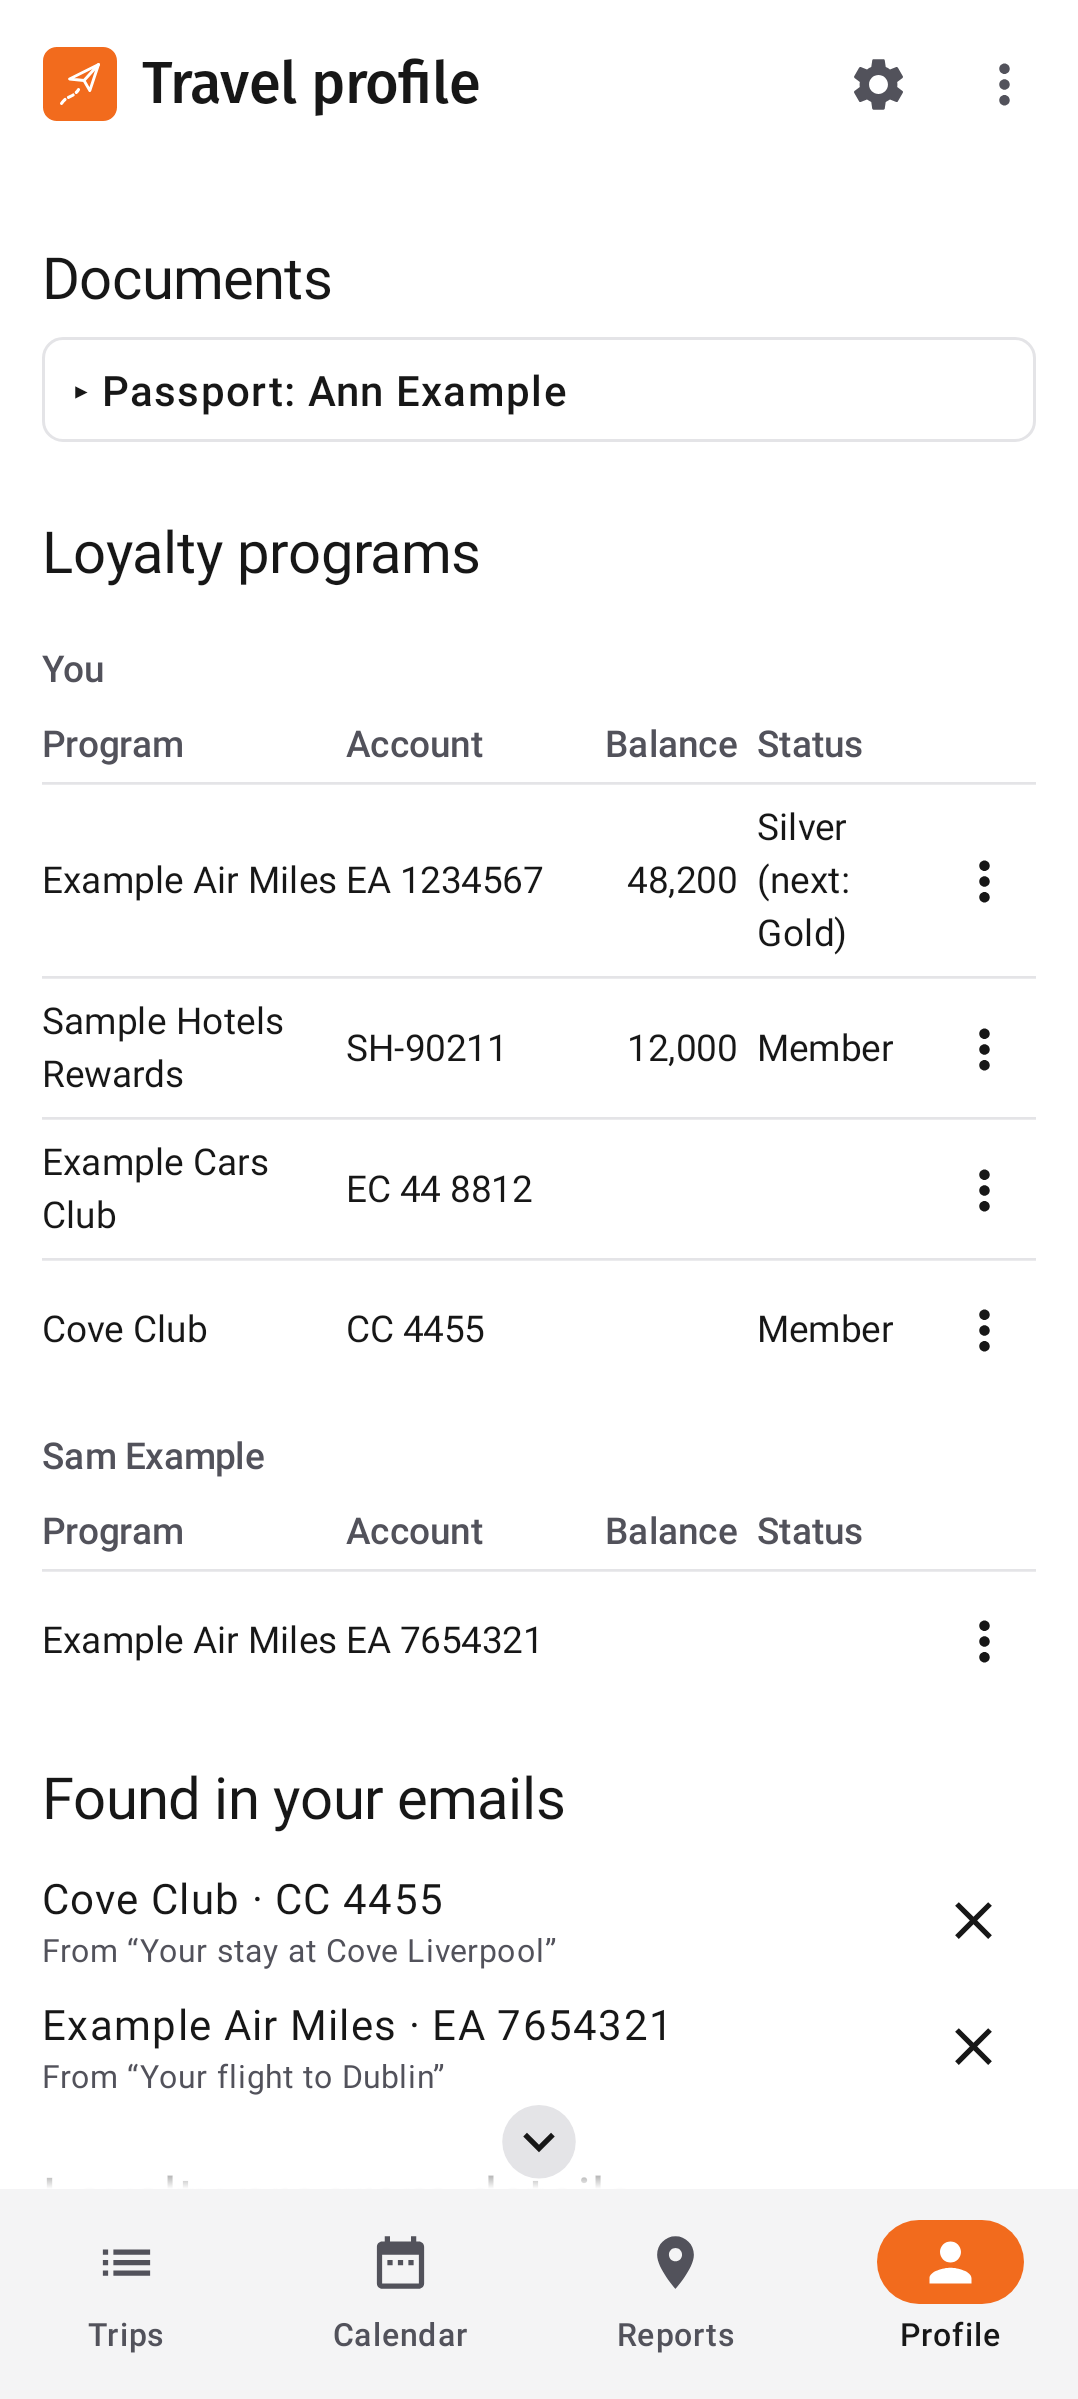 Travel profile
Documents
▸ Passport: Ann Example
Loyalty programs
You
Program Account Balance Status
Example Air Miles EA 1234567 48,200 Silver (next: Gold)
Sample Hotels Rewards SH-90211 12,000 Member
Example Cars Club EC 44 8812
Cove Club CC 4455 Member
Sam Example
Program Account Balance Status
Example Air Miles EA 7654321
Found in your emails
Cove Club · CC 4455
From “Your stay at Cove Liverpool”
Example Air Miles · EA 7654321
From “Your flight to Dublin”
Trips Calendar Reports Profile